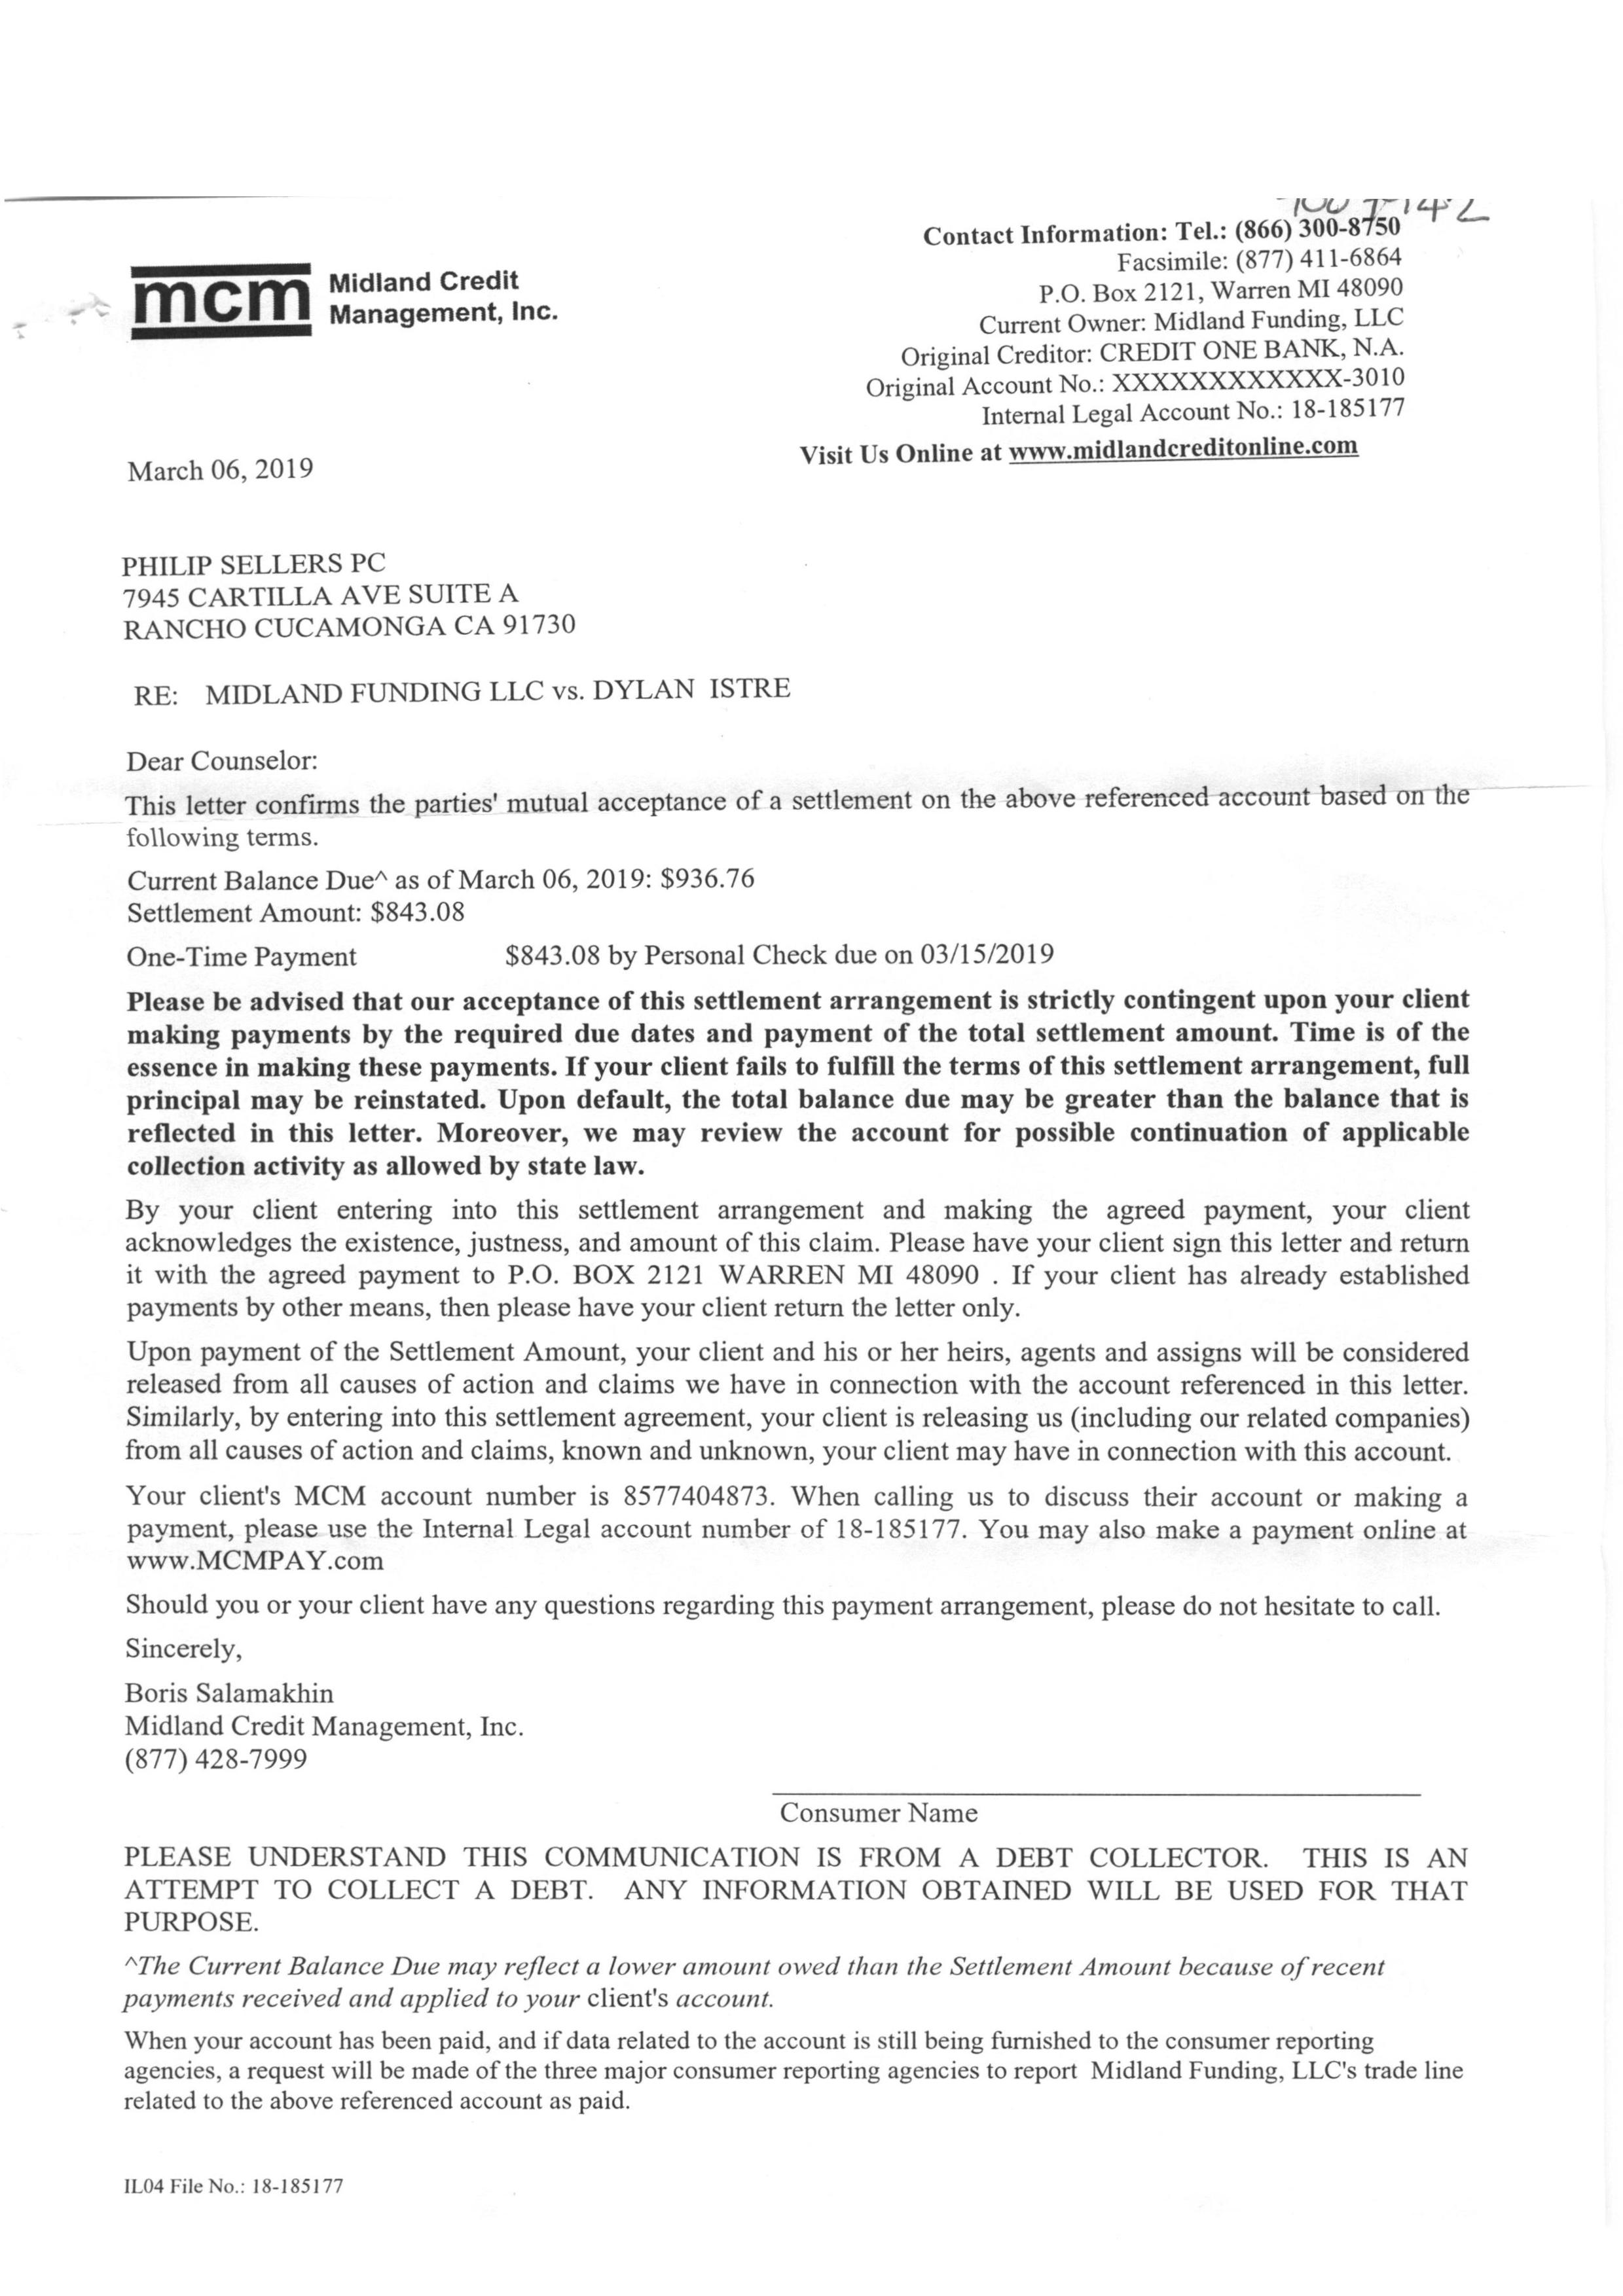 mcm Midland Credit
Management, Inc.
Contact Information: Tel.: (866) 300-8750
Facsimile: (877) 411-6864
P.O. Box 2121, Warren MI 48090
Current Owner: Midland Funding, LLC
Original Creditor: CREDIT ONE BANK, N.A.
Original Account No.: XXXXXXXXXXXX-3010
Internal Legal Account No.: 18-185177
Visit Us Online at www.midlandcreditonline.com
March 06, 2019
PHILIP SELLERS PC
7945 CARTILLA AVE SUITE A
RANCHO CUCAMONGA CA 91730
RE: MIDLAND FUNDING LLC vs. DYLAN ISTRE
Dear Counselor:
This letter confirms the parties' mutual acceptance of a settlement on the above referenced account based on the
following terms.
Current Balance Due^ as of March 06, 2019: $936.76
Settlement Amount: $843.08
One-Time Payment $843.08 by Personal Check due on 03/15/2019
Please be advised that our acceptance of this settlement arrangement is strictly contingent upon your client
making payments by the required due dates and payment of the total settlement amount. Time is of the
essence in making these payments. If your client fails to fulfill the terms of this settlement arrangement, full
principal may be reinstated. Upon default, the total balance due may be greater than the balance that is
reflected in this letter. Moreover, we may review the account for possible continuation of applicable
collection activity as allowed by state law.
By your client entering into this settlement arrangement and making the agreed payment, your client
acknowledges the existence, justness, and amount of this claim. Please have your client sign this letter and return
it with the agreed payment to P.O. BOX 2121 WARREN MI 48090 . If your client has already established
payments by other means, then please have your client return the letter only.
Upon payment of the Settlement Amount, your client and his or her heirs, agents and assigns will be considered
released from all causes of action and claims we have in connection with the account referenced in this letter.
Similarly, by entering into this settlement agreement, your client is releasing us (including our related companies)
from all causes of action and claims, known and unknown, your client may have in connection with this account.
Your client's MCM account number is 8577404873. When calling us to discuss their account or making a
payment, please use the Internal Legal account number of 18-185177. You may also make a payment online at
www.MCMPAY.com
Should you or your client have any questions regarding this payment arrangement, please do not hesitate to call.
Sincerely,
Boris Salamakhin
Midland Credit Management, Inc.
(877) 428-7999
Consumer Name
PLEASE UNDERSTAND THIS COMMUNICATION IS FROM A DEBT COLLECTOR. THIS IS AN
ATTEMPT TO COLLECT A DEBT. ANY INFORMATION OBTAINED WILL BE USED FOR THAT
PURPOSE.
^The Current Balance Due may reflect a lower amount owed than the Settlement Amount because of recent
payments received and applied to your client's account.
When your account has been paid, and if data related to the account is still being furnished to the consumer reporting
agencies, a request will be made of the three major consumer reporting agencies to report Midland Funding, LLC's trade line
related to the above referenced account as paid.
IL04 File No.: 18-185177